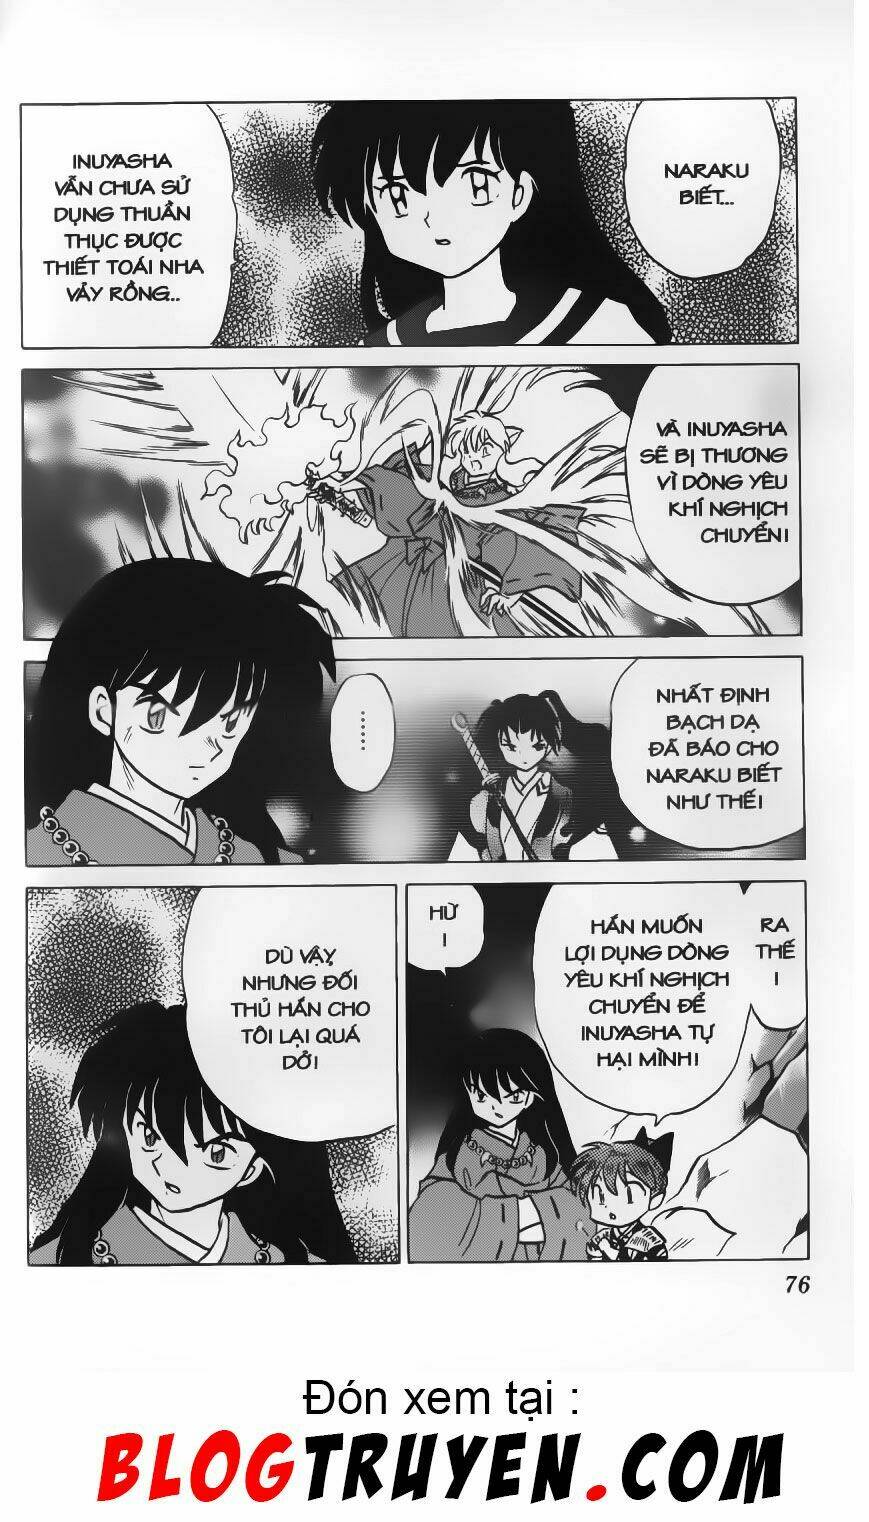 NARAKU
BIẾT...
INUYASHA
VẪN CHƯA SỬ
DỤNG THUẦN
THỤC ĐƯỢC
THIẾT TOÁI NHA
VẢY RỒNG..
VÀ INUYASHA
SẼ BỊ THƯƠNG
VÌ DÒNG YÊU
KHÍ NGHỊCH
CHUYỂN!
NHẤT ĐỊNH
BẠCH DẠ
ĐÃ BÁO CHO
NARAKU BIẾT
NHƯ THẾ!
......
RA
THẾ
!
HẮN MUỐN
LỢI DỤNG DÒNG
YÊU KHÍ NGHỊCH
CHUYỂN ĐỂ
INUYASHA TỰ
HẠI MÌNH!
HỪ
!
DÙ VẬY,
NHƯNG ĐỐI
THỦ HẮN CHO
TÔI LẠI QUÁ
DỞ!
76
Đón xem tại :
BLOGTRUYEN.COM